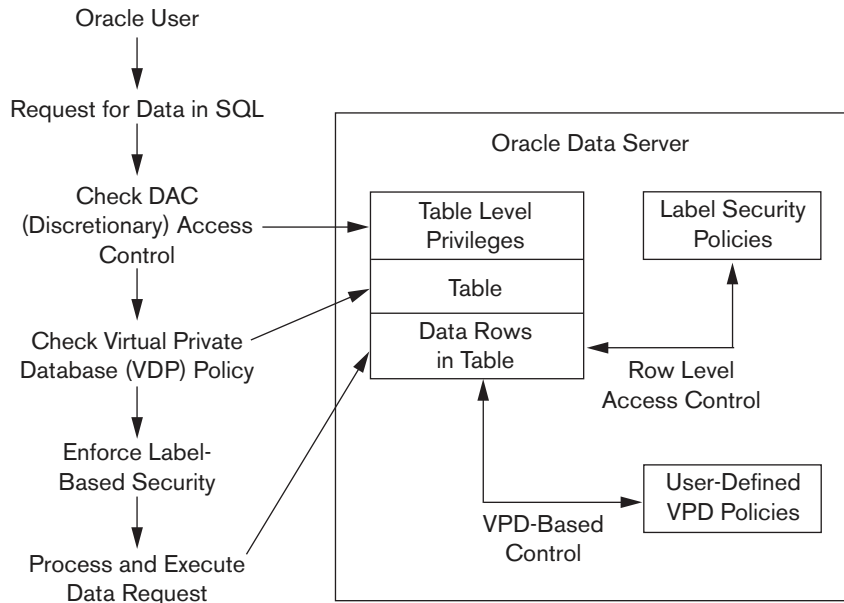 Oracle User
Request for Data in SQL
Check DAC
(Discretionary) Access
Control
Check Virtual Private
Database (VDP) Policy
Enforce Label-
Based Security
Process and Execute
Data Request
Oracle Data Server
Table Level
Privileges
Table
Data Rows
in Table
Label Security
Policies
Row Level
Access Control
VPD-Based
Control
User-Defined
VPD Policies